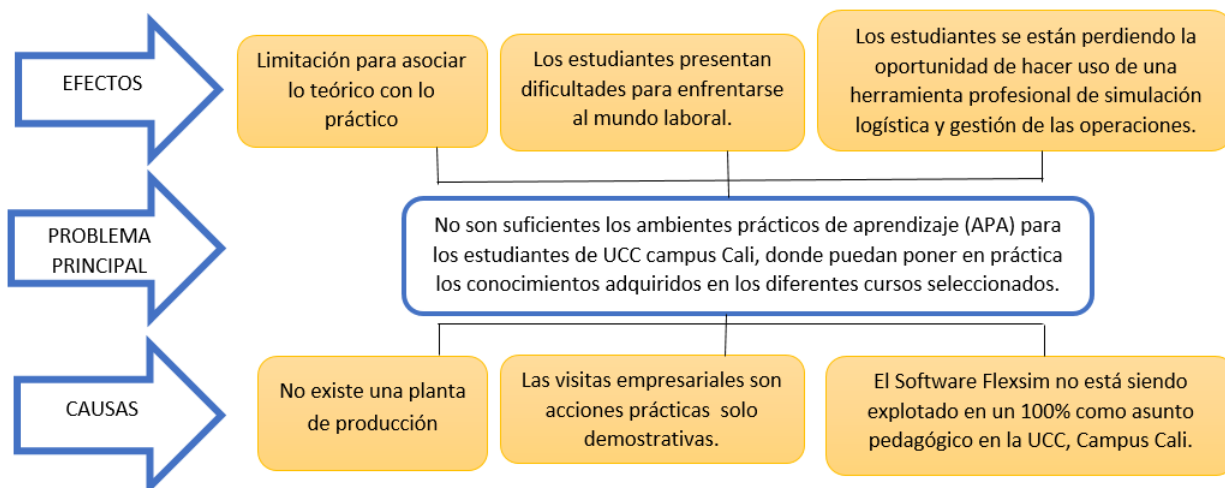 EFECTOS
Limitación para asociar
lo teórico con lo
práctico
Los estudiantes presentan
dificultades para enfrentarse
al mundo laboral.
Los estudiantes se están perdiendo la
oportunidad de hacer uso de una
herramienta profesional de simulación
logística y gestión de las operaciones.
PROBLEMA
PRINCIPAL
No son suficientes los ambientes prácticos de aprendizaje (APA) para
los estudiantes de UCC campus Cali, donde puedan poner en práctica
los conocimientos adquiridos en los diferentes cursos seleccionados.
CAUSAS
No existe una planta
de producción
Las visitas empresariales son
acciones prácticas  solo
demostrativas.
El Software Flexsim no está siendo
explotado en un 100% como asunto
pedagógico en la UCC, Campus Cali.